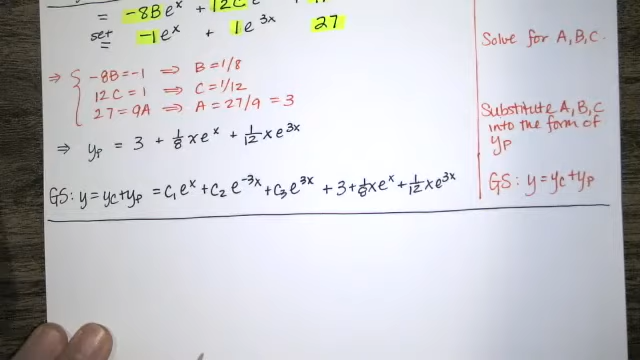 = -8Be^x + 12C
set = -1e^x + 1e^{3x} 27
Solve for A, B, C.
⇒ { -8B = -1 ⇒ B = 1/8
12C = 1 ⇒ C = 1/12
27 = 9A ⇒ A = 27/9 = 3
Substitute A, B, C
into the form of
y_p
⇒ y_p = 3 + 1/8 xe^x + 1/12 xe^{3x}
GS: y = y_c + y_p = c_1e^x + c_2e^{-3x} + c_3e^{3x} + 3 + 1/8 xe^x + 1/12 xe^{3x}
GS: y = y_c + y_p